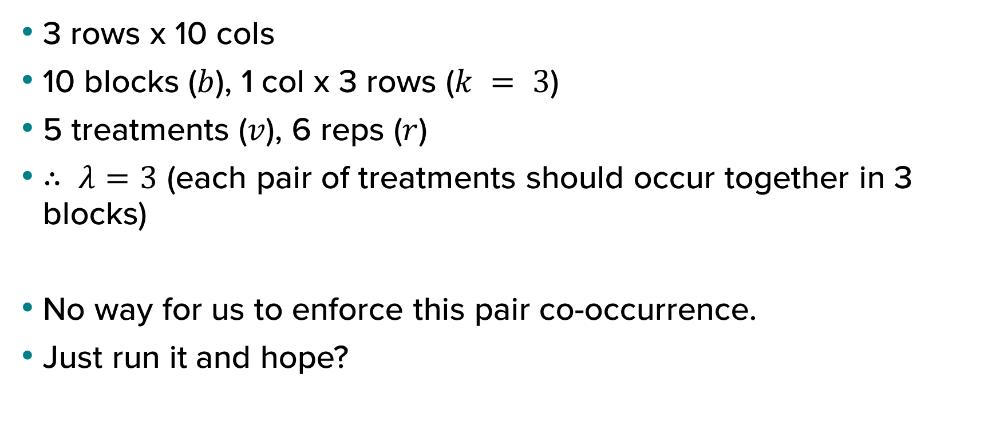 • 3 rows x 10 cols
• 10 blocks (b), 1 col x 3 rows (k = 3)
• 5 treatments (v), 6 reps (r)
• ∴ λ = 3 (each pair of treatments should occur together in 3
blocks)
• No way for us to enforce this pair co-occurrence.
• Just run it and hope?